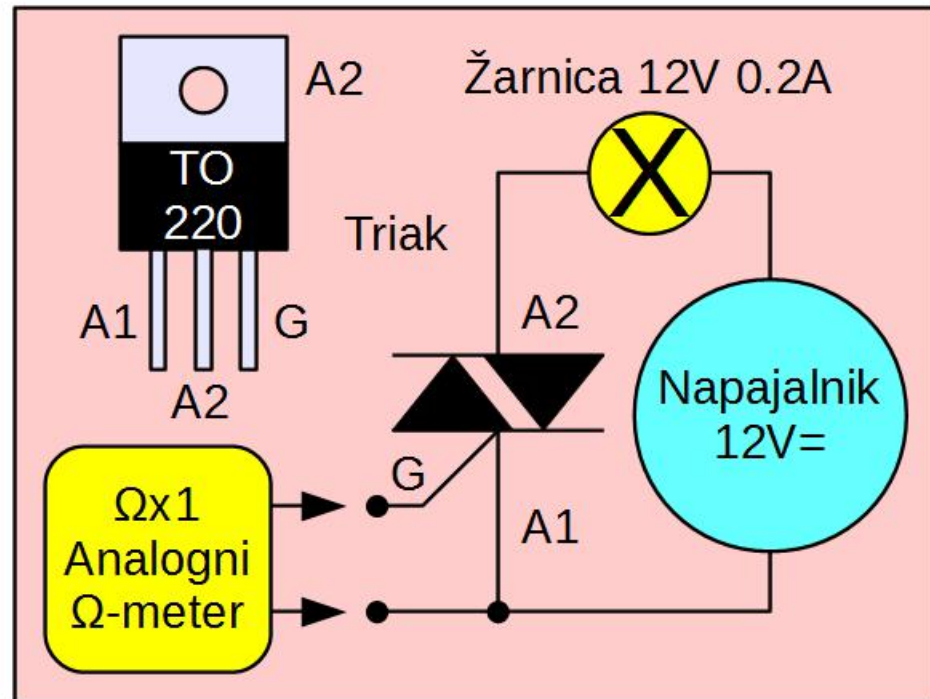 A2
TO
220
A1
G
A2
Triak
Žarnica 12V 0.2A
A2
G
A1
Napajalnik
12V=
Ωx1
Analogni
Ω-meter